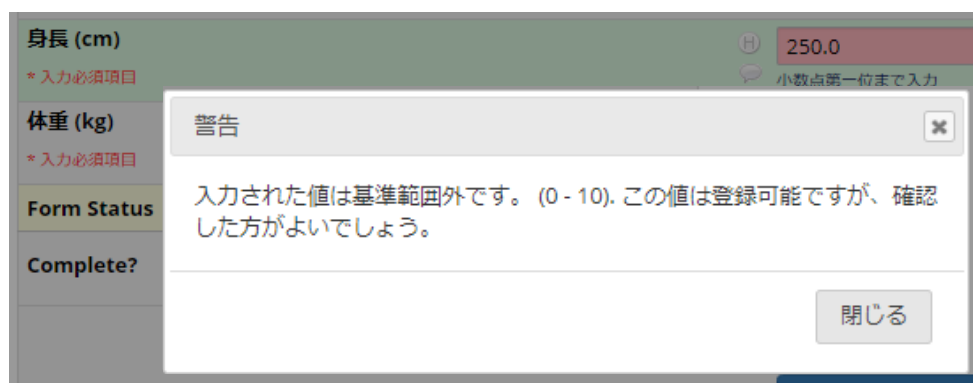 身長 (cm)
H
250.0
* 入力必須項目
小数点第一位まで入力
体重 (kg)
* 入力必須項目
警告
入力された値は基準範囲外です。 (0 - 10). この値は登録可能ですが、確認
した方がよいでしょう。
閉じる
Form Status
Complete?